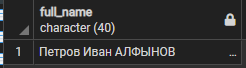 full_name
character (40)
1 Петров Иван АЛФЫНОВ ...